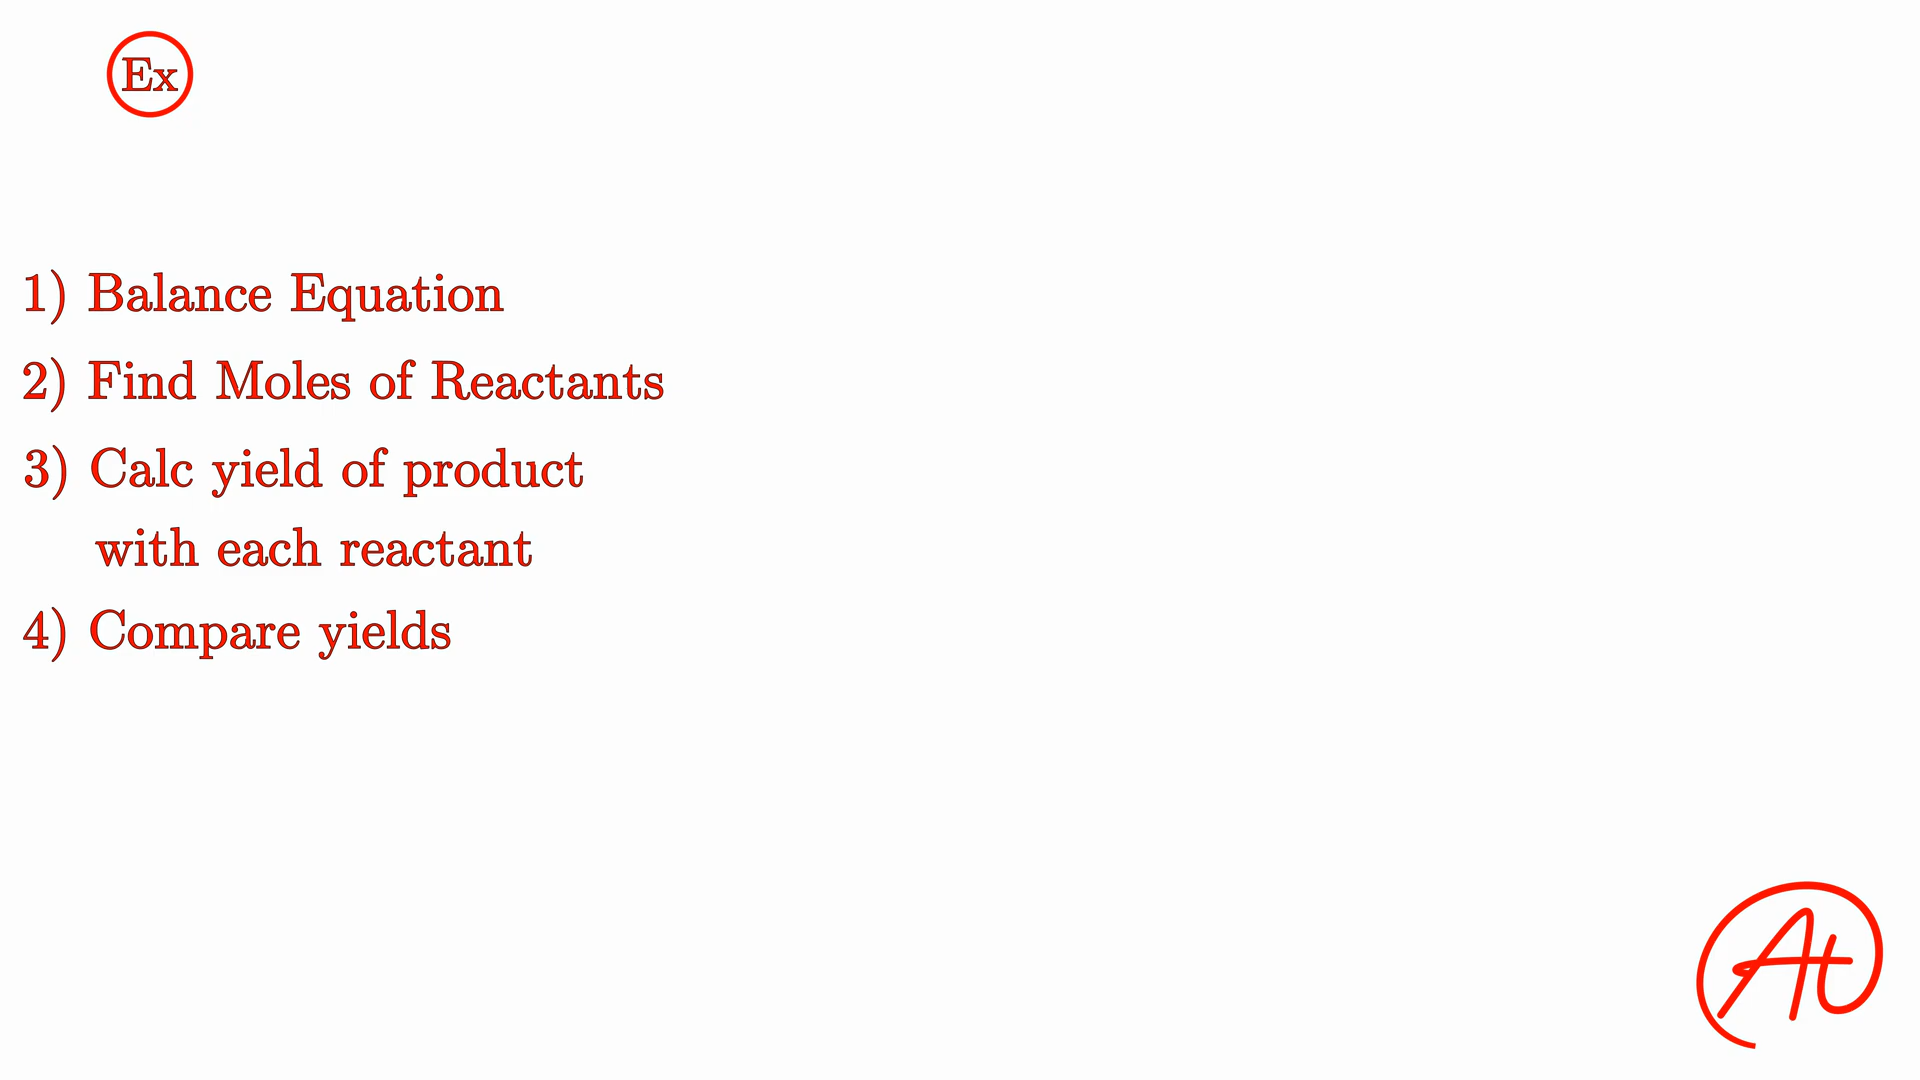 Ex
1) Balance Equation
2) Find Moles of Reactants
3) Calc yield of product
with each reactant
4) Compare yields
At